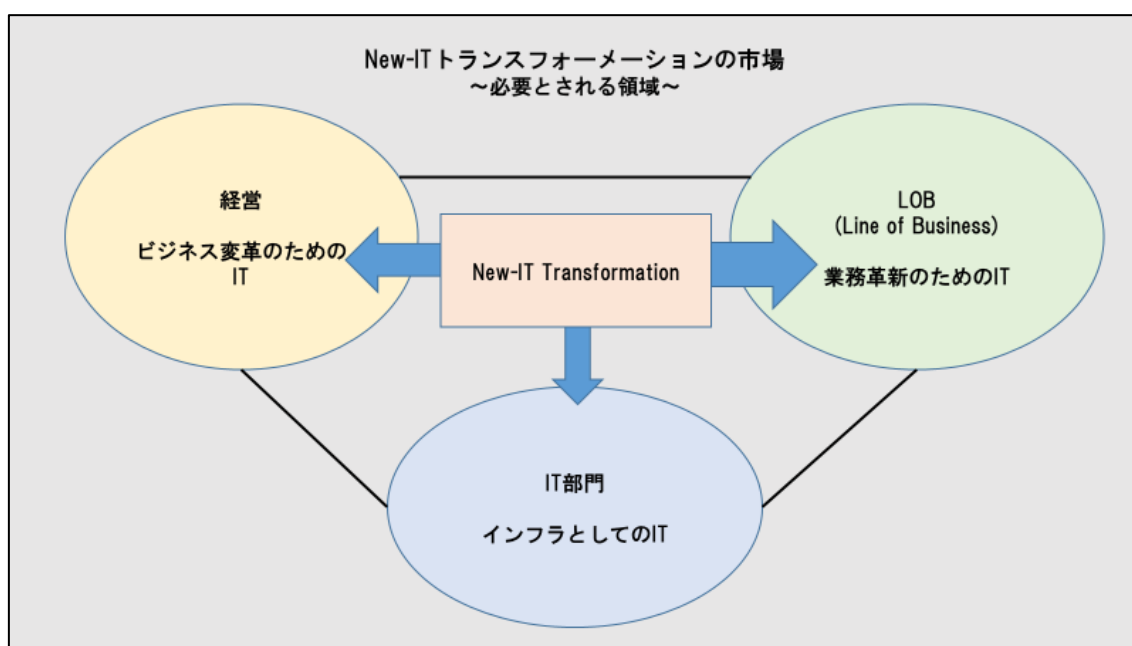 New-ITトランスフォーメーションの市場
～必要とされる領域～
経営
ビジネス変革のための
IT
New-IT Transformation
LOB
(Line of Business)
業務革新のためのIT
IT部門
インフラとしてのIT